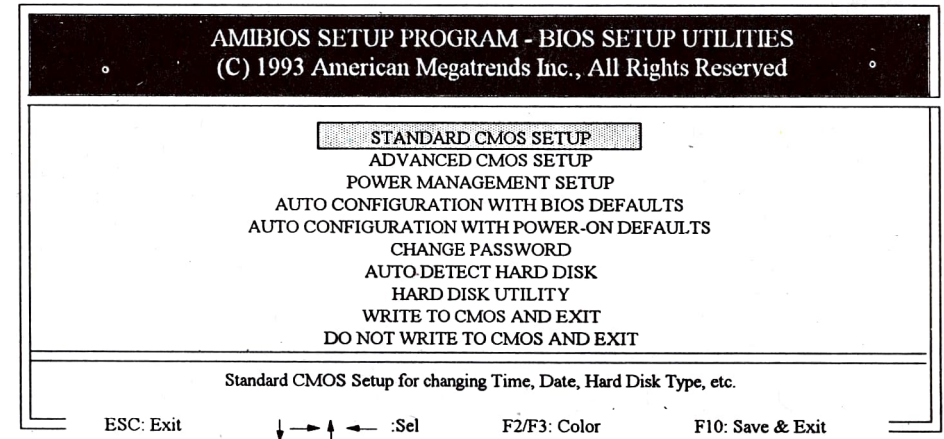 AMIBIOS SETUP PROGRAM - BIOS SETUP UTILITIES
(C) 1993 American Megatrends Inc., All Rights Reserved
STANDARD CMOS SETUP
ADVANCED CMOS SETUP
POWER MANAGEMENT SETUP
AUTO CONFIGURATION WITH BIOS DEFAULTS
AUTO CONFIGURATION WITH POWER-ON DEFAULTS
CHANGE PASSWORD
AUTO-DETECT HARD DISK
HARD DISK UTILITY
WRITE TO CMOS AND EXIT
DO NOT WRITE TO CMOS AND EXIT
Standard CMOS Setup for changing Time, Date, Hard Disk Type, etc.
ESC: Exit ↓ → ↑ ← :Sel F2/F3: Color F10: Save & Exit